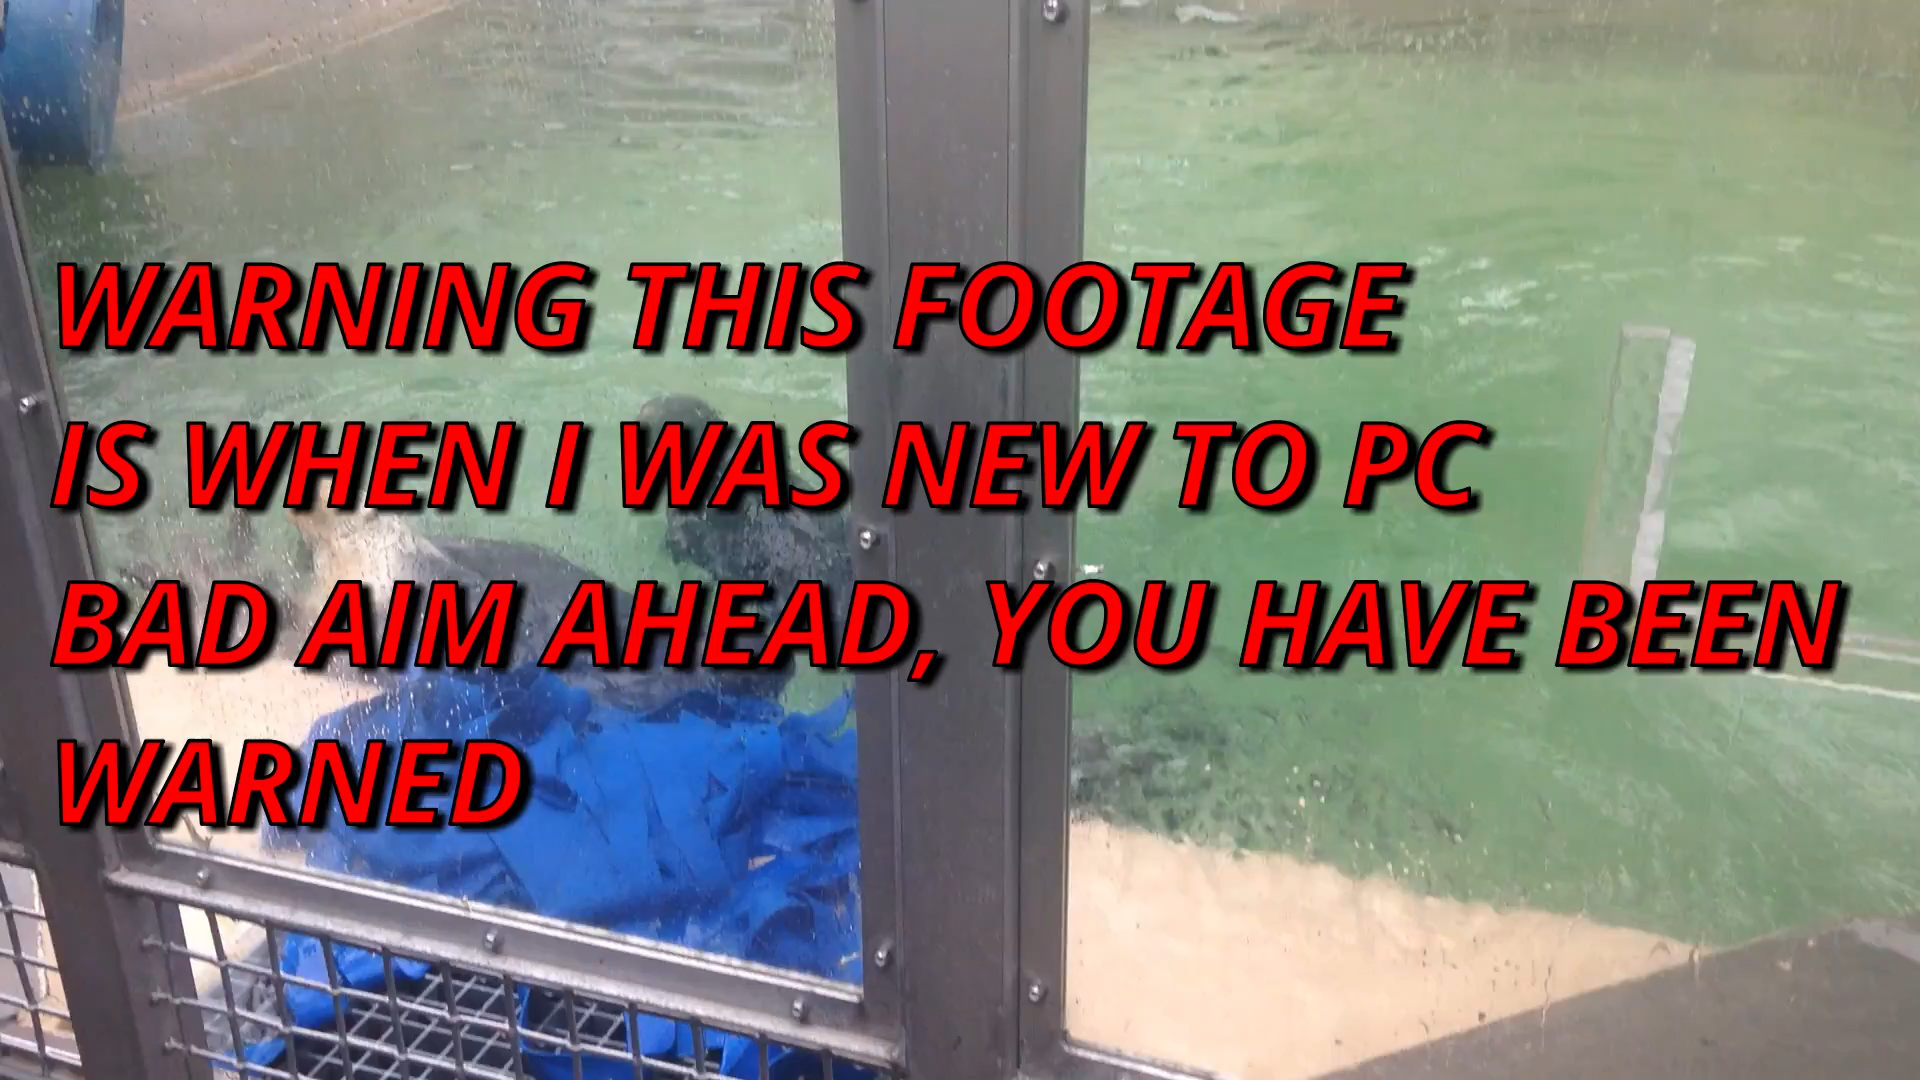 WARNING THIS FOOTAGE
IS WHEN I WAS NEW TO PC
BAD AIM AHEAD, YOU HAVE BEEN
WARNED